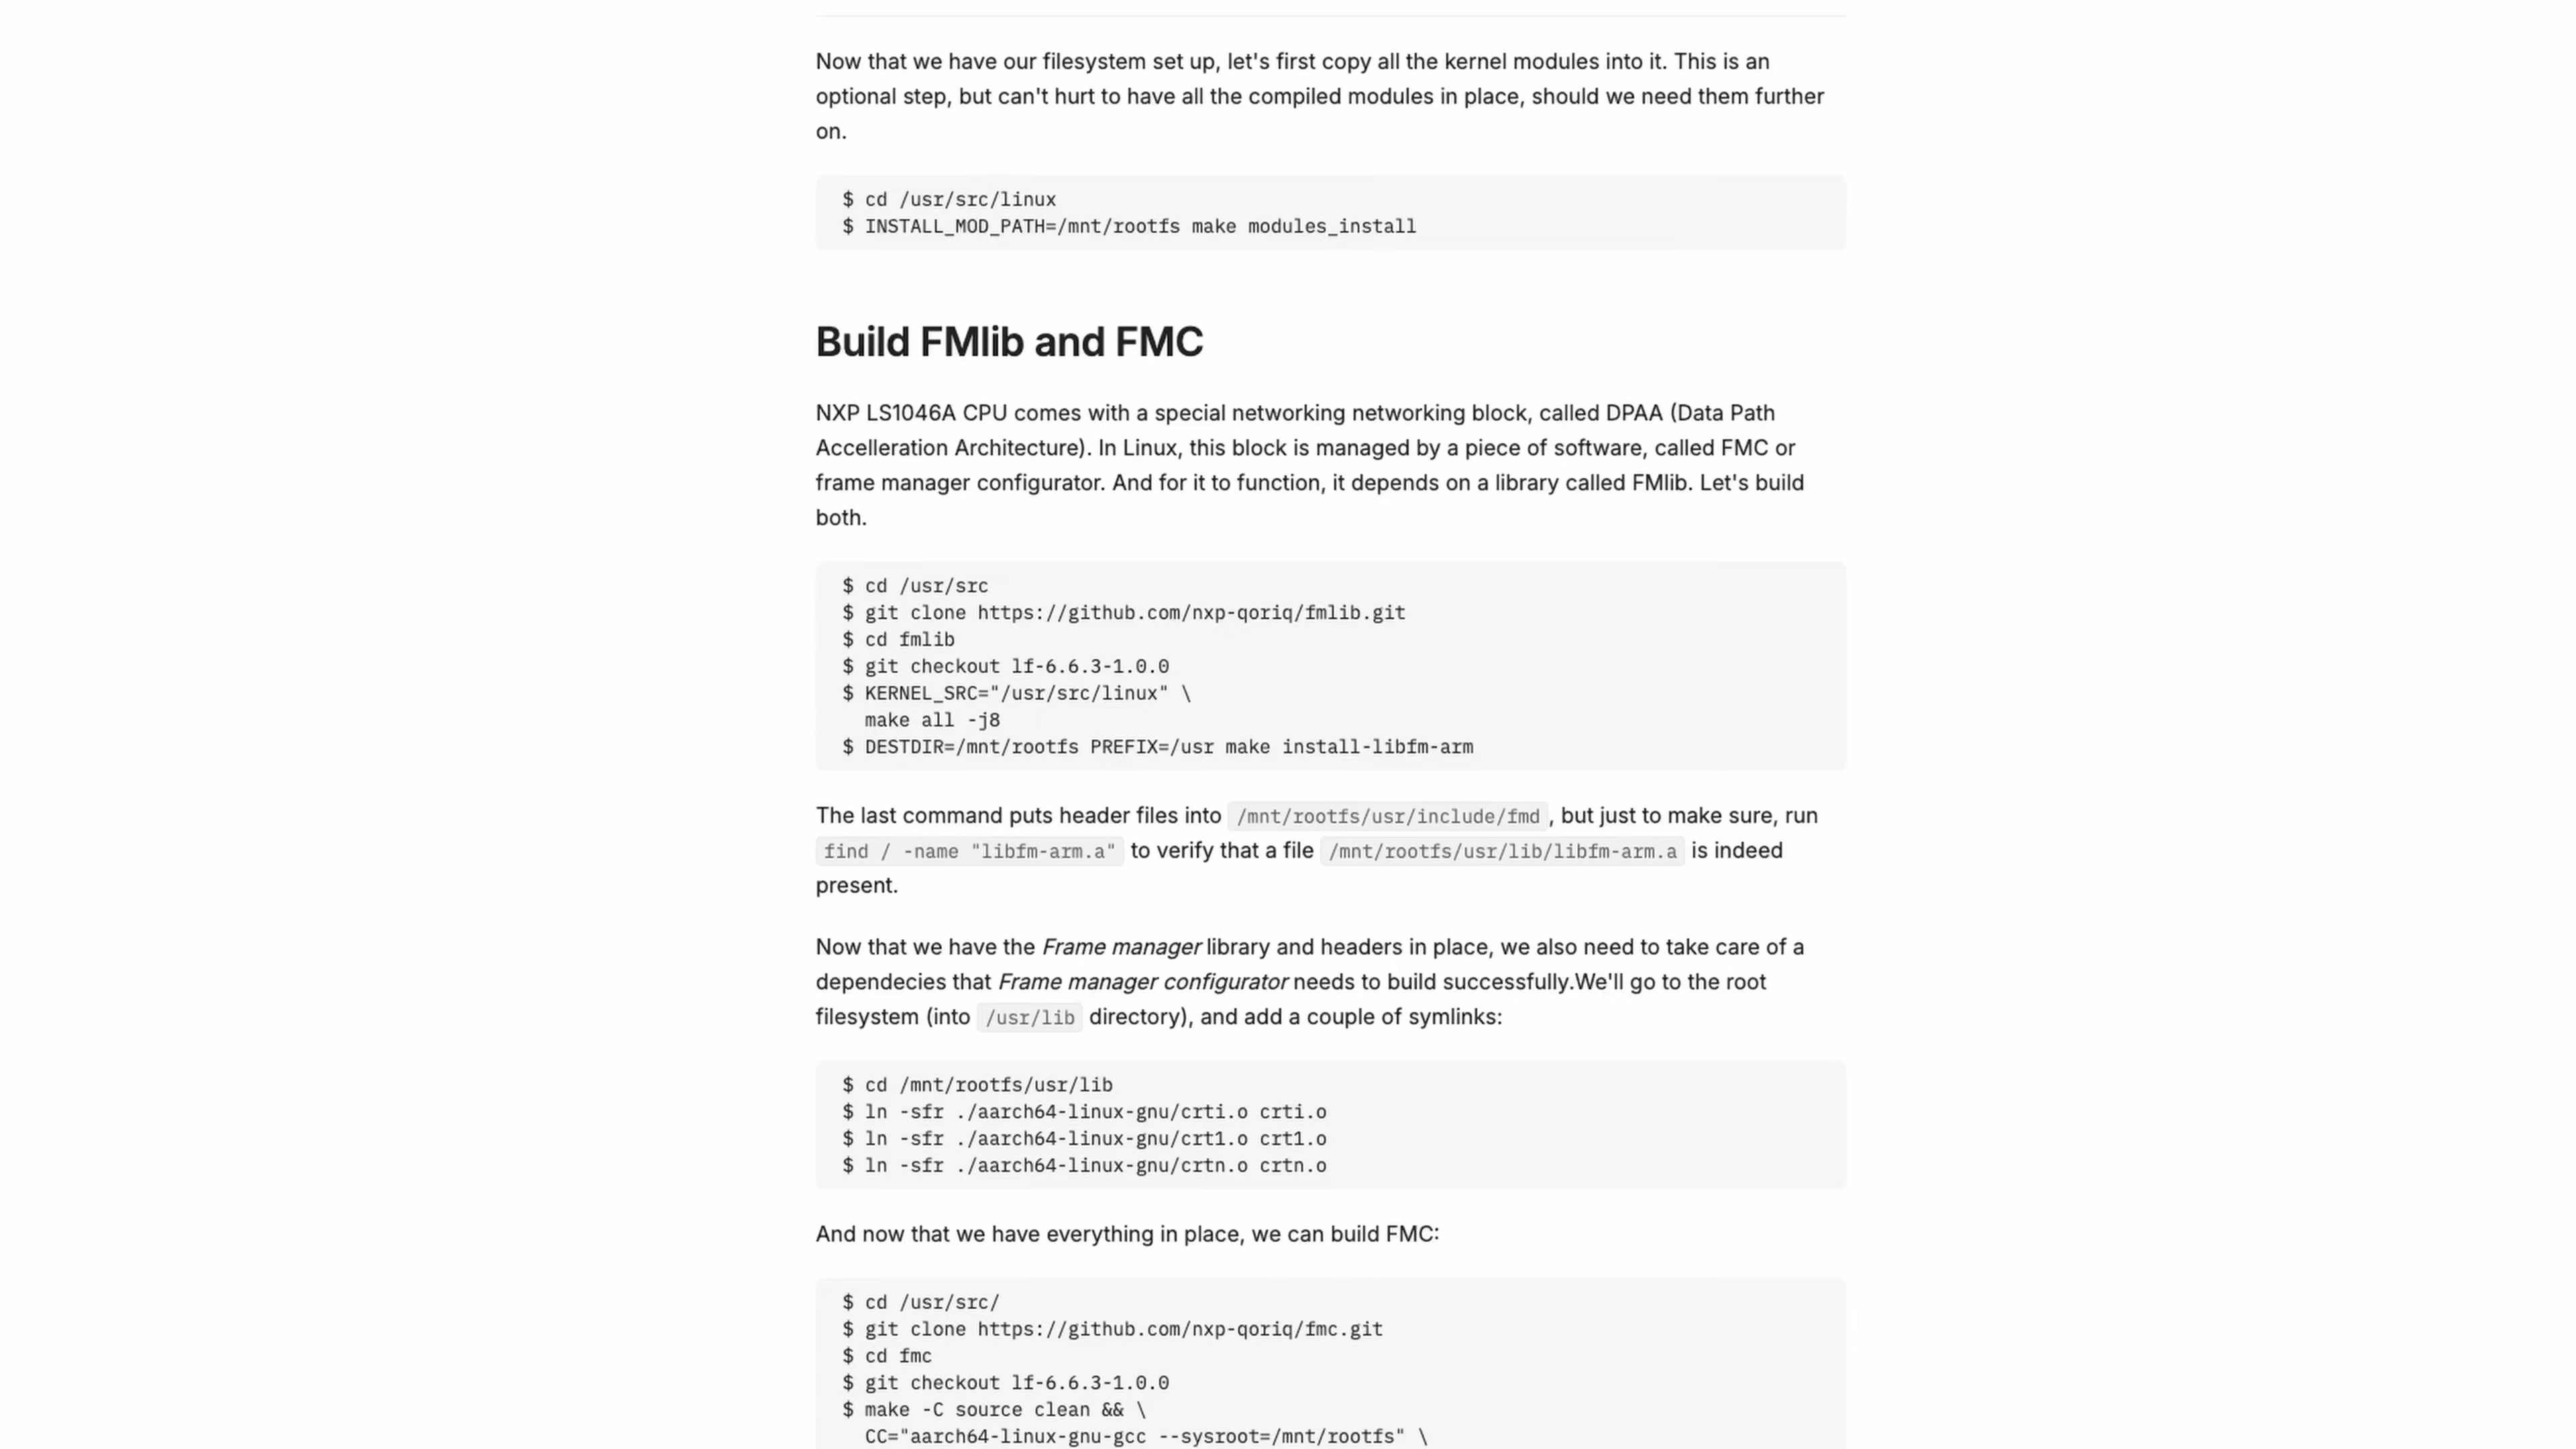 Now that we have our filesystem set up, let's first copy all the kernel modules into it. This is an
optional step, but can't hurt to have all the compiled modules in place, should we need them further
on.
$ cd /usr/src/linux
$ INSTALL_MOD_PATH=/mnt/rootfs make modules_install
Build FMlib and FMC
NXP LS1046A CPU comes with a special networking networking block, called DPAA (Data Path
Accelleration Architecture). In Linux, this block is managed by a piece of software, called FMC or
frame manager configurator. And for it to function, it depends on a library called FMlib. Let's build
both.
$ cd /usr/src
$ git clone https://github.com/nxp-qoriq/fmlib.git
$ cd fmlib
$ git checkout lf-6.6.3-1.0.0
$ KERNEL_SRC="/usr/src/linux" \
make all -j8
$ DESTDIR=/mnt/rootfs PREFIX=/usr make install-libfm-arm
The last command puts header files into /mnt/rootfs/usr/include/fmd , but just to make sure, run
find / -name "libfm-arm.a" to verify that a file /mnt/rootfs/usr/lib/libfm-arm.a is indeed
present.
Now that we have the Frame manager library and headers in place, we also need to take care of a
dependecies that Frame manager configurator needs to build successfully.We'll go to the root
filesystem (into /usr/lib directory), and add a couple of symlinks:
$ cd /mnt/rootfs/usr/lib
$ ln -sfr ./aarch64-linux-gnu/crti.o crti.o
$ ln -sfr ./aarch64-linux-gnu/crt1.o crt1.o
$ ln -sfr ./aarch64-linux-gnu/crtn.o crtn.o
And now that we have everything in place, we can build FMC:
$ cd /usr/src/
$ git clone https://github.com/nxp-qoriq/fmc.git
$ cd fmc
$ git checkout lf-6.6.3-1.0.0
$ make -C source clean && \
CC="aarch64-linux-gnu-gcc --sysroot=/mnt/rootfs" \